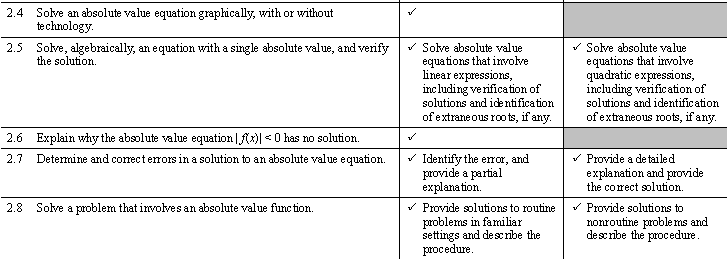 2.4 Solve an absolute value equation graphically, with or without ✓
technology.
2.5 Solve, algebraically, an equation with a single absolute value, and verify
the solution.
✓ Solve absolute value
equations that involve
linear expressions,
including verification of
solutions and identification
of extraneous roots, if any.
✓ Solve absolute value
equations that involve
quadratic expressions,
including verification of
solutions and identification
of extraneous roots, if any.
2.6 Explain why the absolute value equation | f(x)| < 0 has no solution. ✓
2.7 Determine and correct errors in a solution to an absolute value equation.
✓ Identify the error, and
provide a partial
explanation.
✓ Provide a detailed
explanation and provide
the correct solution.
2.8 Solve a problem that involves an absolute value function.
✓ Provide solutions to routine
problems in familiar
settings and describe the
procedure.
✓ Provide solutions to
nonroutine problems and
describe the procedure.